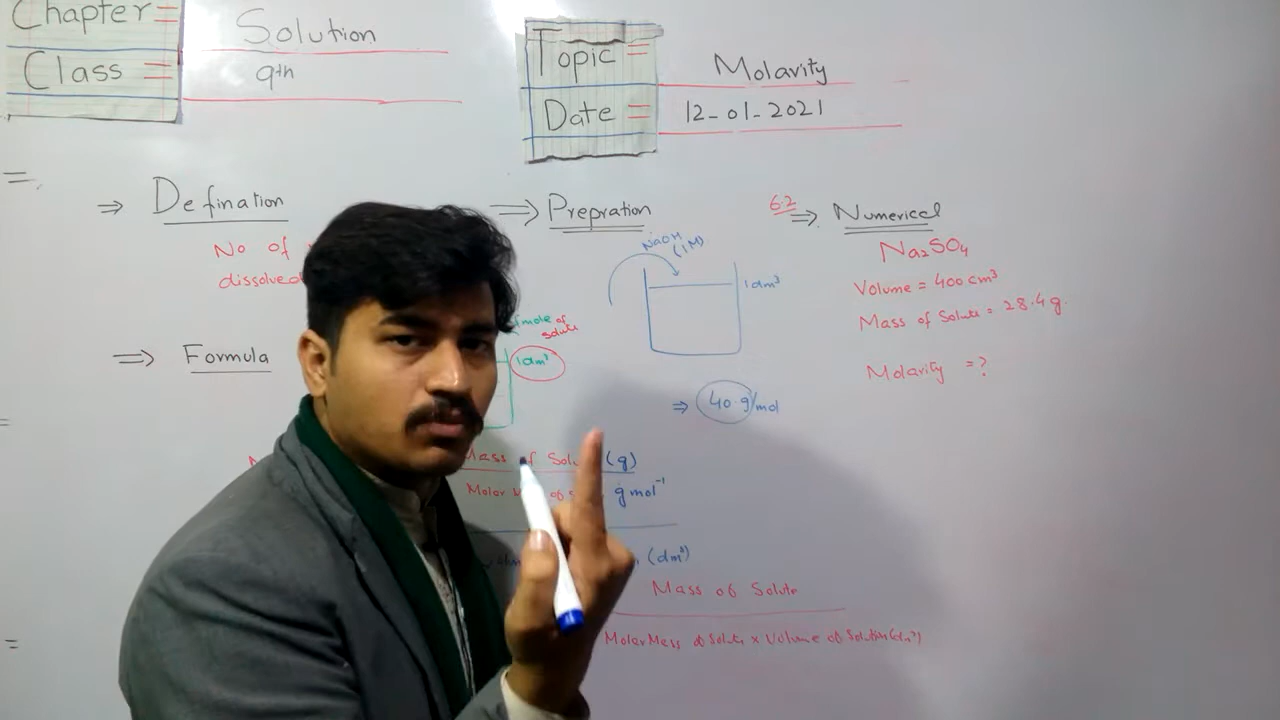 Chapter =
Solution
Class =
9th
Topic =
Molarity
Date =
12-01-2021
=
⇒ Defination
No of
dissolved
⇒ Formula
mole of
solute
1dm³
Mass of Solu (g)
Molar of g mol⁻¹
(dm³)
Mass of Solute
Molar Mass of Solute x Volume of Solution (dm³)
⇒ Prepration
NaOH
(1M)
1dm³
⇒ 40.g/mol
6.2
⇒ Numerical
Na₂SO₄
Volume = 400 cm³
Mass of Solute = 28.4 g.
Molarity = ?
=
=